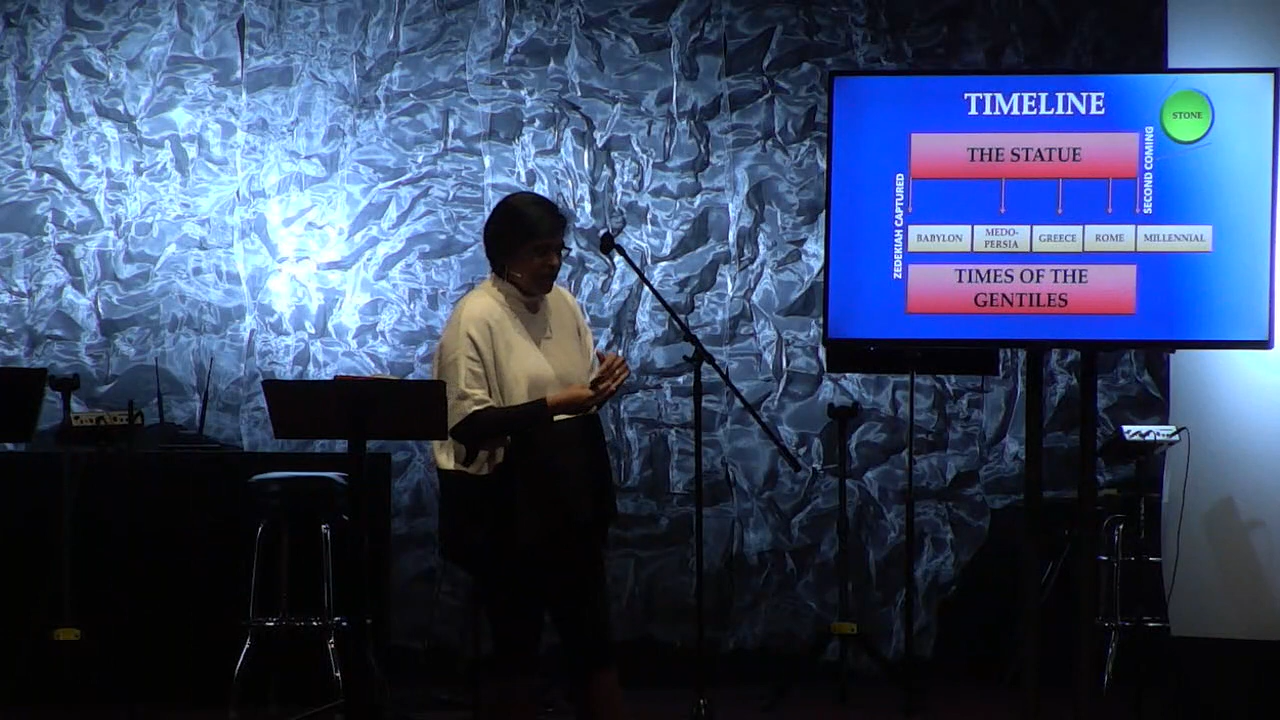 TIMELINE
STONE
THE STATUE
SECOND COMING
ZEDEKIAH CAPTURED
BABYLON
MEDO-
PERSIA
GREECE
ROME
MILLENNIAL
TIMES OF THE
GENTILES